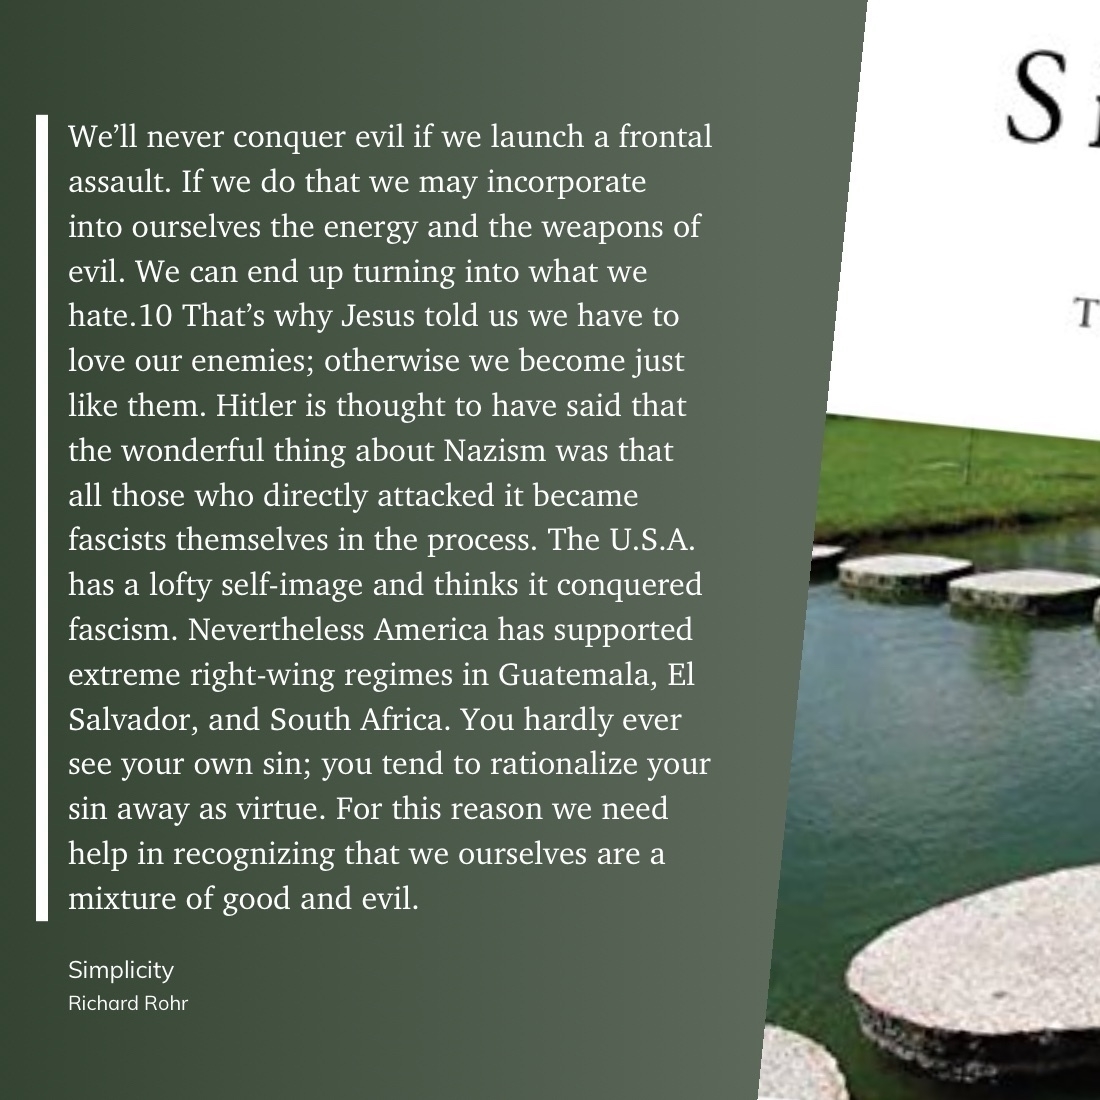 We’ll never conquer evil if we launch a frontal
assault. If we do that we may incorporate
into ourselves the energy and the weapons of
evil. We can end up turning into what we
hate.10 That’s why Jesus told us we have to
love our enemies; otherwise we become just
like them. Hitler is thought to have said that
the wonderful thing about Nazism was that
all those who directly attacked it became
fascists themselves in the process. The U.S.A.
has a lofty self-image and thinks it conquered
fascism. Nevertheless America has supported
extreme right-wing regimes in Guatemala, El
Salvador, and South Africa. You hardly ever
see your own sin; you tend to rationalize your
sin away as virtue. For this reason we need
help in recognizing that we ourselves are a
mixture of good and evil.
Simplicity
Richard Rohr
S
T